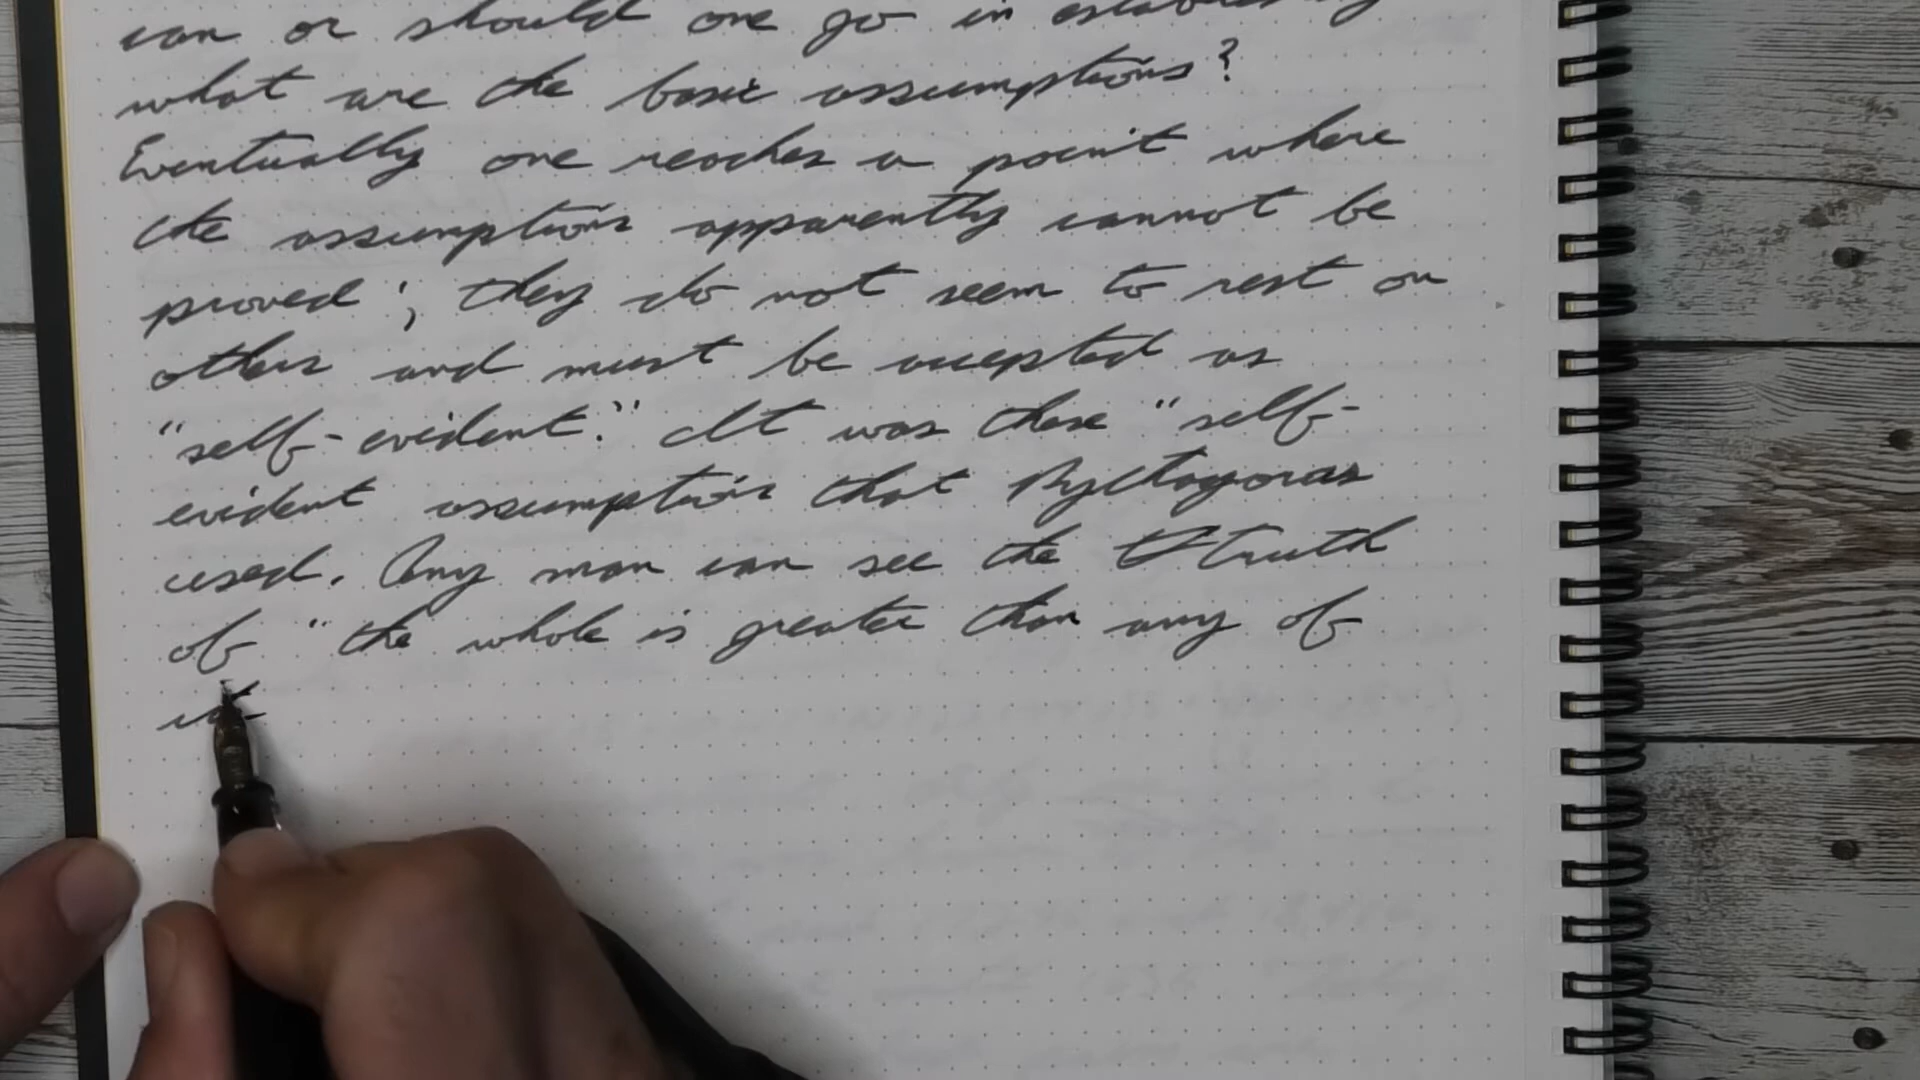 can or should one go in establishing
what are the basic assumptions?
Eventually one reaches a point where
the assumptions apparently cannot be
proved; they do not seem to rest on
others and must be accepted as
"self-evident." It was these "self-
evident assumptions that Pythagoras
used. Any man can see the truth
of "the whole is greater than any of
it